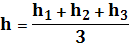 h = (h₁ + h₂ + h₃) / 3